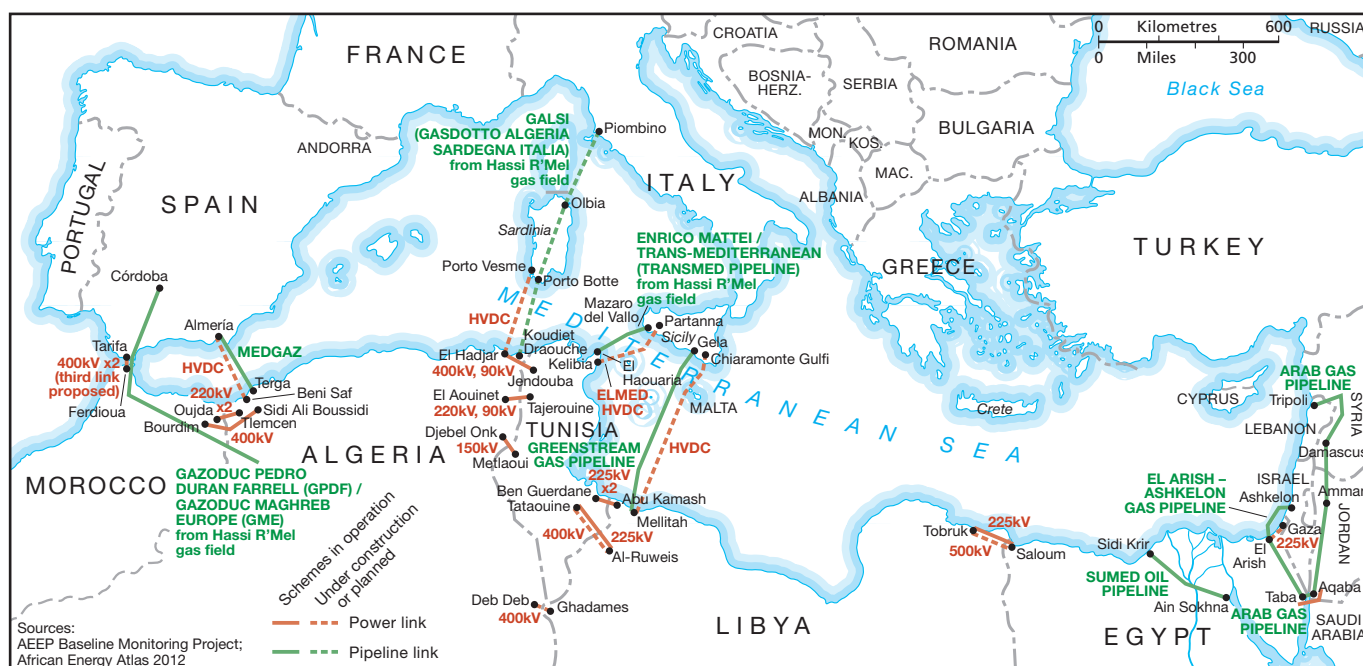 FRANCE
CROATIA
ROMANIA
RUSSIA
0 Kilometres 600
0 Miles 300
BOSNIA-
HERZ.
SERBIA
Black Sea
GALSI
(GASDOTTO ALGERIA
SARDEGNA ITALIA)
from Hassi R'Mel
gas field
Piombino
ANDORRA
MON.
KOS.
BULGARIA
MAC.
ITALY
ALBANIA
PORTUGAL
SPAIN
Olbia
Sardinia
ENRICO MATTEI /
TRANS-MEDITERRANEAN
(TRANSMED PIPELINE)
from Hassi R'Mel
gas field
TURKEY
GREECE
Córdoba
Porto Vesme
Porto Botte
MEDITERRANEAN SEA
Mazaro
del Vallo
Partanna
Sicily
Gela
Chiaramonte Gulfi
HVDC
Almería
Tarifa
400kV x2
(third link
proposed)
Ferdioua
MEDGAZ
HVDC
220kV
Terga
Beni Saf
Oujda
x2
Sidi Ali Boussidi
Bourdim
Tlemcen
400kV
El Hadjar
400kV, 90kV
Koudiet
Draouche
Kelibia
Jendouba
El
Haouaria
ELMED
HVDC
MALTA
El Aouinet
220kV, 90kV
Tajerouine
HVDC
Crete
CYPRUS
ARAB GAS
PIPELINE
Tripoli
SYRIA
LEBANON
Damascus
Djebel Onk
150kV
Metlaoui
TUNISIA
GREENSTREAM
GAS PIPELINE
225kV
x2
ALGERIA
MOROCCO
GAZODUC PEDRO
DURAN FARRELL (GPDF) /
GAZODUC MAGHREB
EUROPE (GME)
from Hassi R'Mel
gas field
Ben Guerdane
Tataouine
Abu Kamash
Mellitah
400kV
225kV
Al-Ruweis
EL ARISH –
ASHKELON
GAS PIPELINE
ISRAEL
Ashkelon
Amman
Gaza
225kV
JORDAN
Tobruk
225kV
500kV
Saloum
Sidi Krir
El
Arish
SUMED OIL
PIPELINE
Ain Sokhna
Taba
Aqaba
ARAB GAS
PIPELINE
SAUDI
ARABIA
Deb Deb
400kV
Ghadames
LIBYA
EGYPT
Schemes in operation
Under construction
or planned
Power link
Pipeline link
Sources:
AEEP Baseline Monitoring Project;
African Energy Atlas 2012